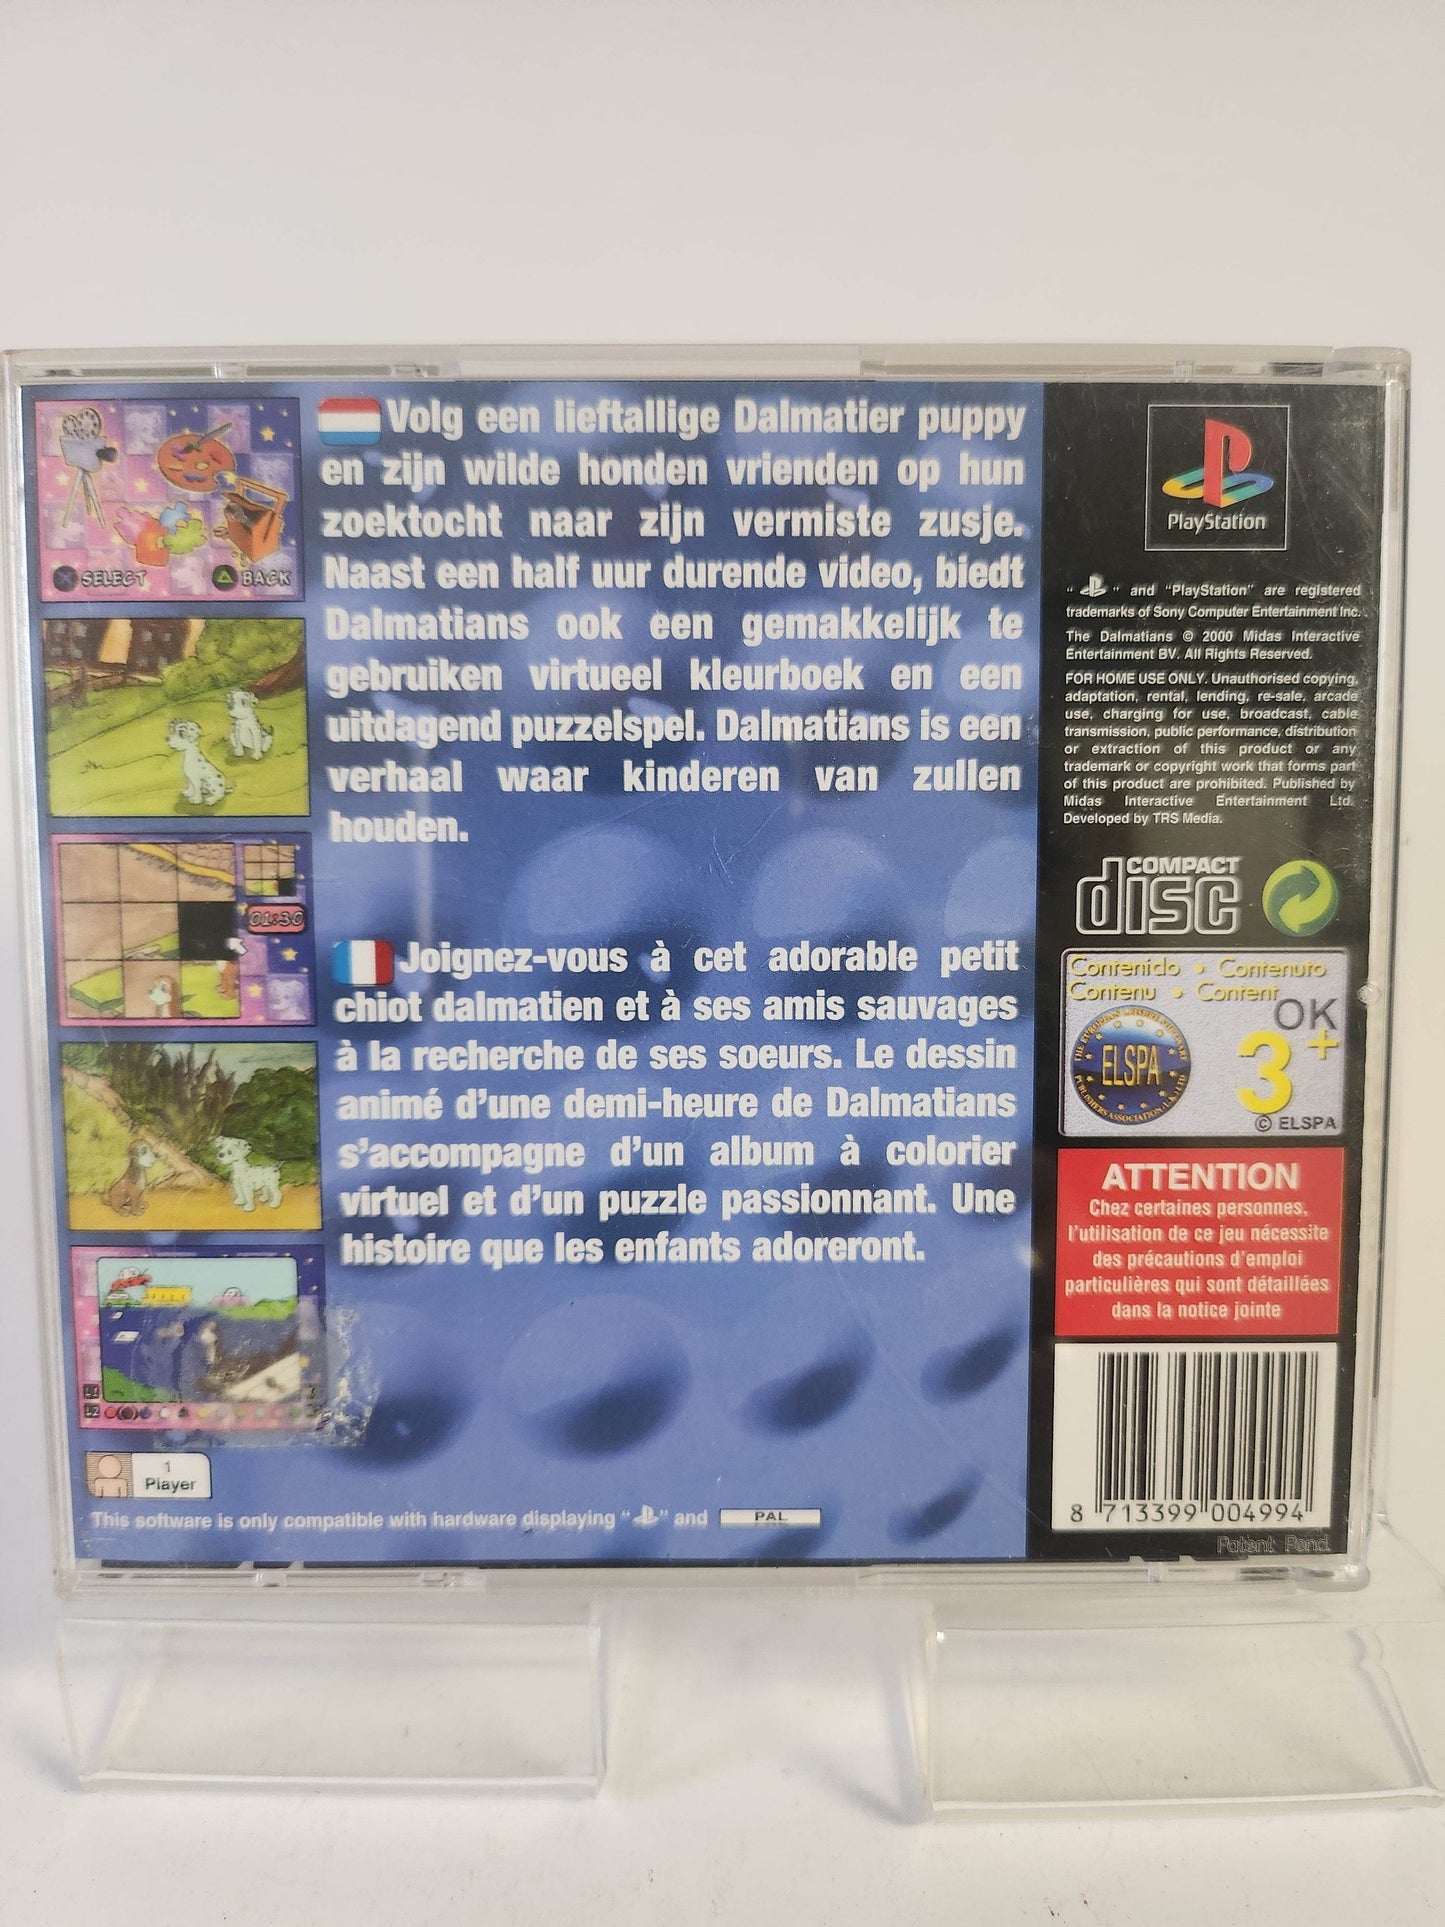 SELECT BACK
01:30
L1
L2
Volg een lieftallige Dalmatier puppy
en zijn wilde honden vrienden op hun
zoektocht naar zijn vermiste zusje.
Naast een half uur durende video, biedt
Dalmatians ook een gemakkelijk te
gebruiken virtueel kleurboek en een
uitdagend puzzelspel. Dalmatians is een
verhaal waar kinderen van zullen
houden.
Joignez-vous à cet adorable petit
chiot dalmatien et à ses amis sauvages
à la recherche de ses soeurs. Le dessin
animé d'une demi-heure de Dalmatians
s'accompagne d'un album à colorier
virtuel et d'un puzzle passionnant. Une
histoire que les enfants adoreront.
1
Player
This software is only compatible with hardware displaying " " and PAL
PlayStation
" " and "PlayStation" are registered
trademarks of Sony Computer Entertainment Inc.
The Dalmatians © 2000 Midas Interactive
Entertainment BV. All Rights Reserved.
FOR HOME USE ONLY. Unauthorised copying,
adaptation, rental, lending, re-sale, arcade
use, charging for use, broadcast, cable
transmission, public performance, distribution
or extraction of this product or any
trademark or copyright work that forms part
of this product are prohibited. Published by
Midas Interactive Entertainment Ltd.
Developed by TRS Media.
COMPACT
disc
Contenido • Contenuto
Contenu • Content
OK
3+
THE EUROPEAN LEISURE SOFTWARE
ELSPA
PUBLISHERS ASSOCIATION (U.K.) LTD
© ELSPA
ATTENTION
Chez certaines personnes,
l'utilisation de ce jeu nécessite
des précautions d'emploi
particulières qui sont détaillées
dans la notice jointe
8 713399 004994
Patent Pend.